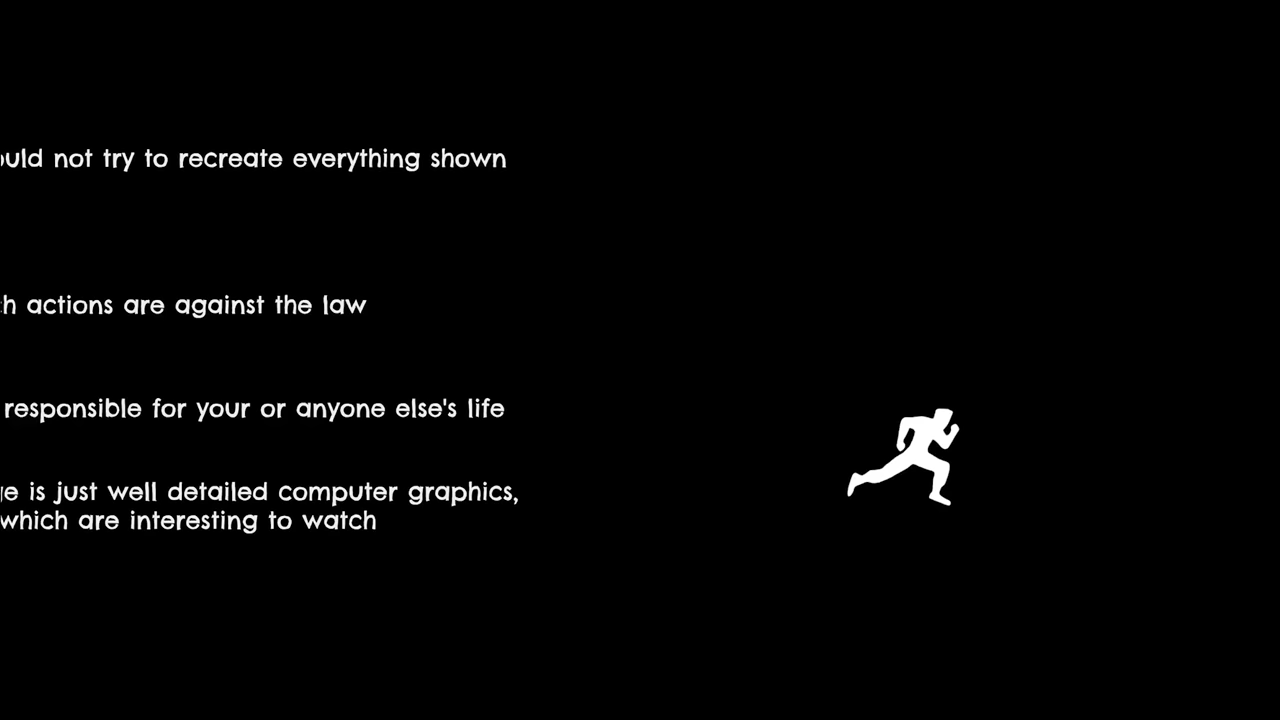 not try to recreate everything shown
actions are against the law
responsible for your or anyone else's life
is just well detailed computer graphics,
which are interesting to watch